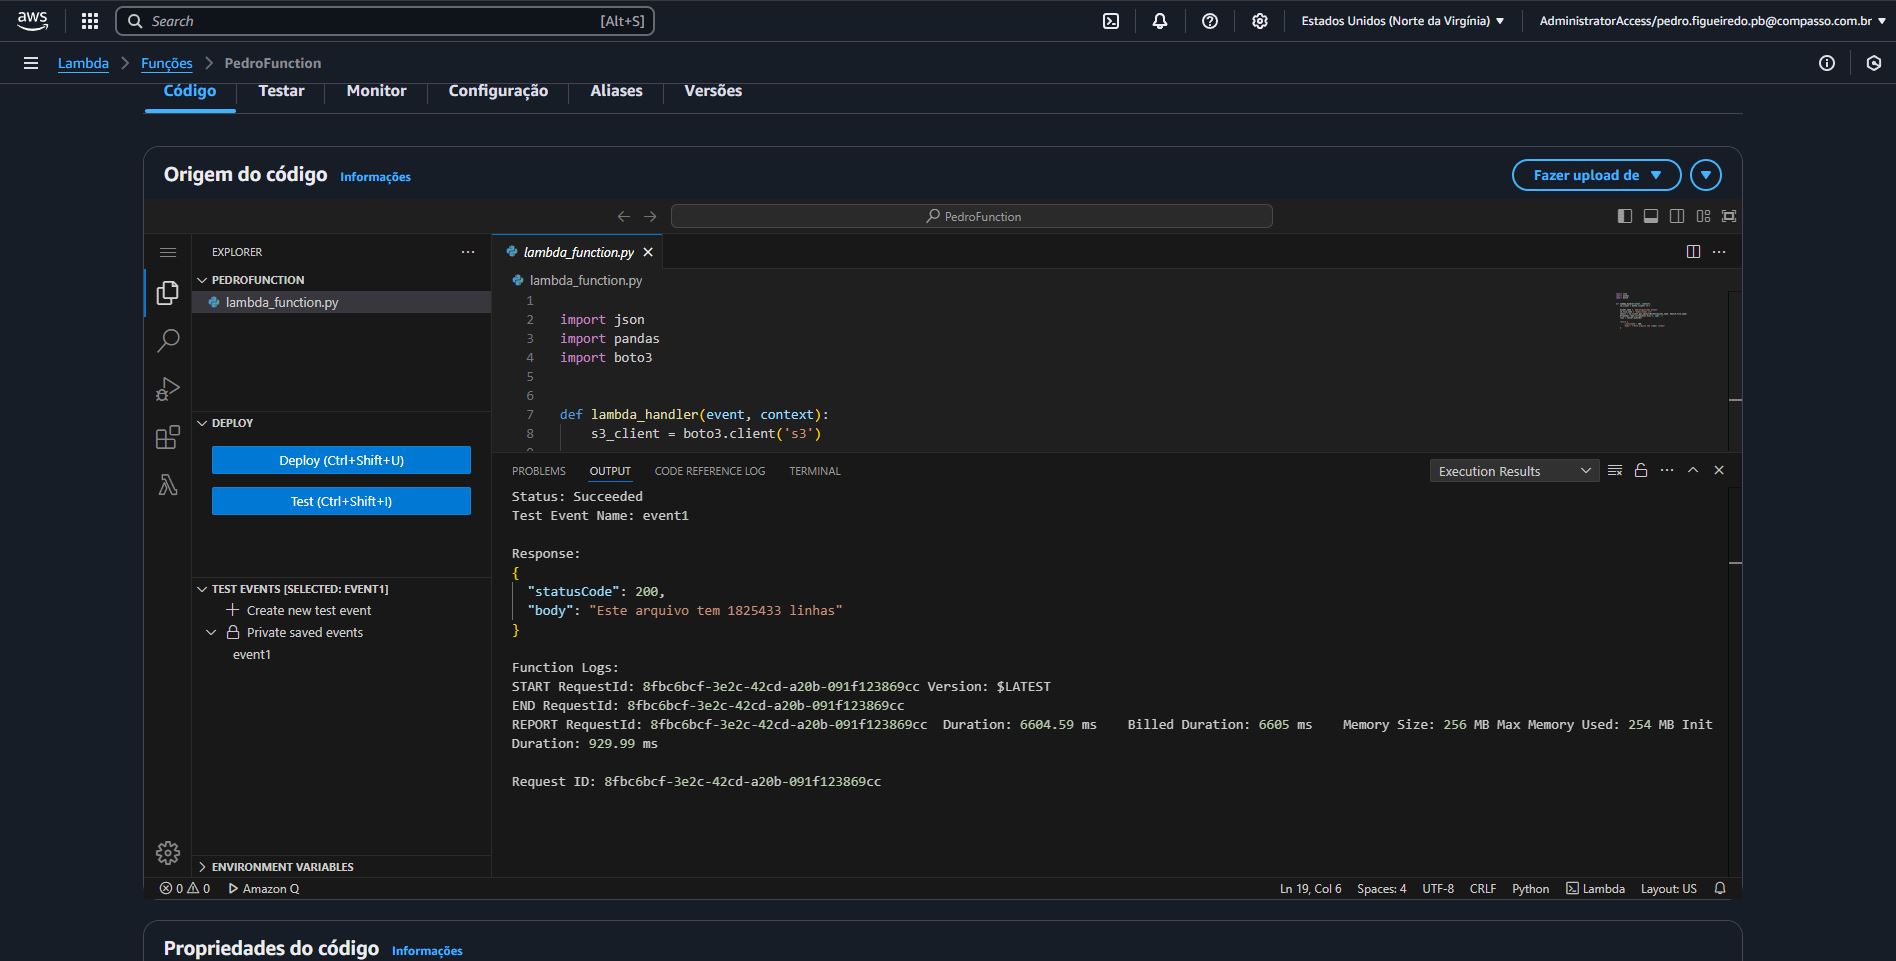 aws
Search
[Alt+S]
Estados Unidos (Norte da Virgínia)
AdministratorAccess/pedro.figueiredo.pb@compasso.com.br
Lambda
Funções
PedroFunction
Código
Testar
Monitor
Configuração
Aliases
Versões
Origem do código
Informações
Fazer upload de
PedroFunction
EXPLORER
PEDROFUNCTION
lambda_function.py
DEPLOY
Deploy (Ctrl+Shift+U)
Test (Ctrl+Shift+I)
TEST EVENTS [SELECTED: EVENT1]
Create new test event
Private saved events
event1
ENVIRONMENT VARIABLES
lambda_function.py
lambda_function.py
1
2 import json
3 import pandas
4 import boto3
5
6
7 def lambda_handler(event, context):
8 s3_client = boto3.client('s3')
PROBLEMS
OUTPUT
CODE REFERENCE LOG
TERMINAL
Execution Results
Status: Succeeded
Test Event Name: event1
Response:
{
"statusCode": 200,
"body": "Este arquivo tem 1825433 linhas"
}
Function Logs:
START RequestId: 8fbc6bcf-3e2c-42cd-a20b-091f123869cc Version: $LATEST
END RequestId: 8fbc6bcf-3e2c-42cd-a20b-091f123869cc
REPORT RequestId: 8fbc6bcf-3e2c-42cd-a20b-091f123869cc Duration: 6604.59 ms Billed Duration: 6605 ms Memory Size: 256 MB Max Memory Used: 254 MB Init
Duration: 929.99 ms
Request ID: 8fbc6bcf-3e2c-42cd-a20b-091f123869cc
0
0
Amazon Q
Ln 19, Col 6
Spaces: 4
UTF-8
CRLF
Python
Lambda
Layout: US
Propriedades do código
Informações